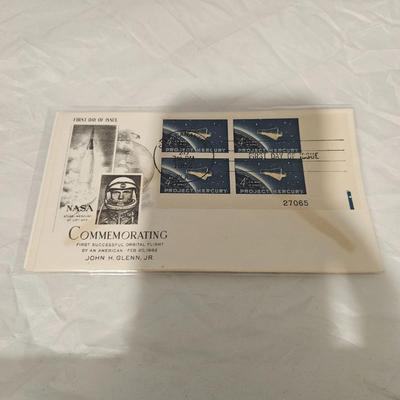 FIRST DAY OF ISSUE
NASA
COMMEMORATING
FIRST SUCCESSFUL ORBITAL FLIGHT
BY AN AMERICAN - FEB 20, 1962
JOHN H. GLENN, JR.
PROJECT MERCURY
PROJECT MERCURY
FIRST DAY OF ISSUE
PROJECT MERCURY
PROJECT MERCURY
27065